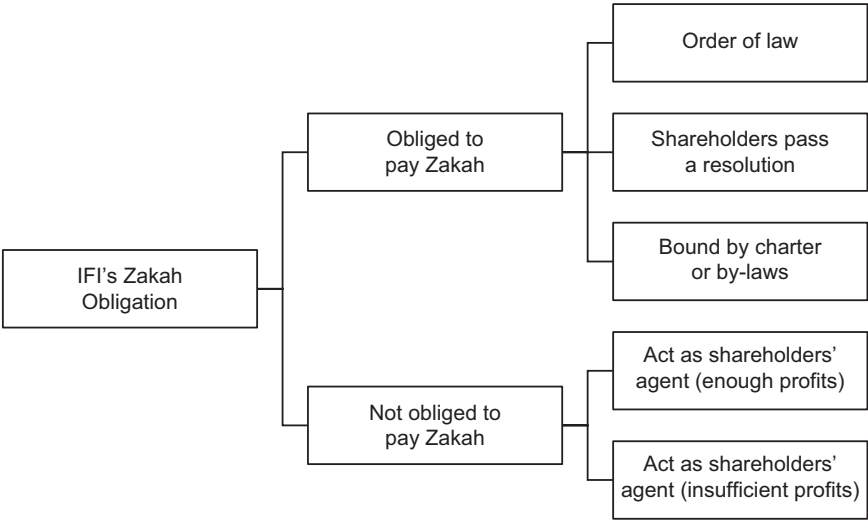 IFI's Zakah
Obligation
Obliged to
pay Zakah
Order of law
Shareholders pass
a resolution
Bound by charter
or by-laws
Not obliged to
pay Zakah
Act as shareholders’
agent (enough profits)
Act as shareholders’
agent (insufficient profits)